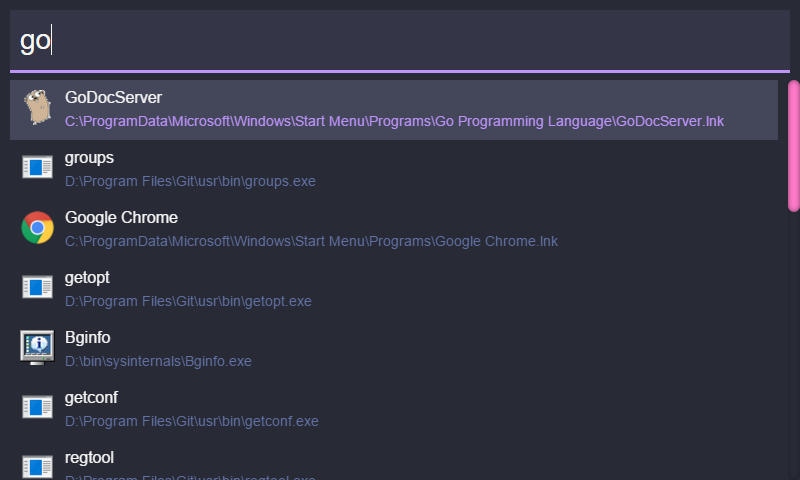 go
GoDocServer
C:\ProgramData\Microsoft\Windows\Start Menu\Programs\Go Programming Language\GoDocServer.lnk
groups
D:\Program Files\Git\usr\bin\groups.exe
Google Chrome
C:\ProgramData\Microsoft\Windows\Start Menu\Programs\Google Chrome.lnk
getopt
D:\Program Files\Git\usr\bin\getopt.exe
Bginfo
D:\bin\sysinternals\Bginfo.exe
getconf
D:\Program Files\Git\usr\bin\getconf.exe
regtool
D:\Program Files\Git\usr\bin\regtool.exe